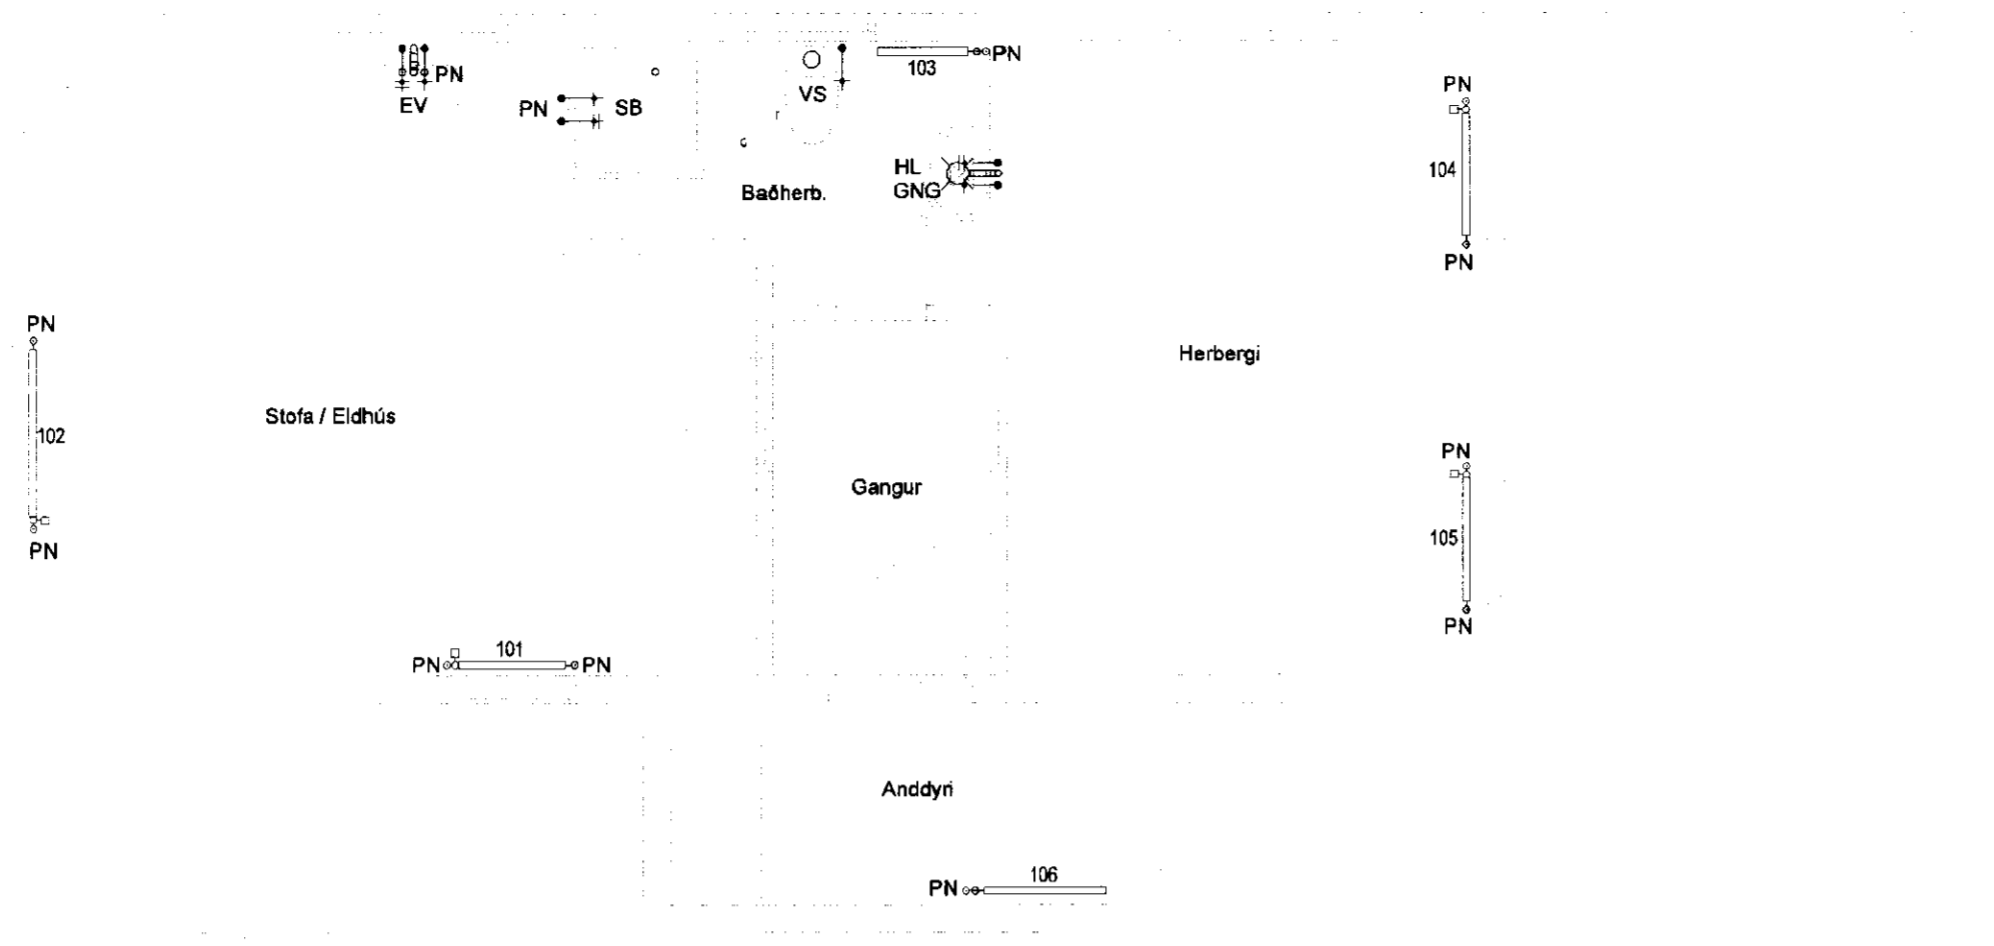 PN
103
PN
EV
PN
SB
VS
PN
104
PN
HL
GNG
Baðherb.
PN
102
PN
Stofa / Eldhús
Herbergi
Gangur
PN
105
PN
PN
101
PN
Anddyri
PN
106